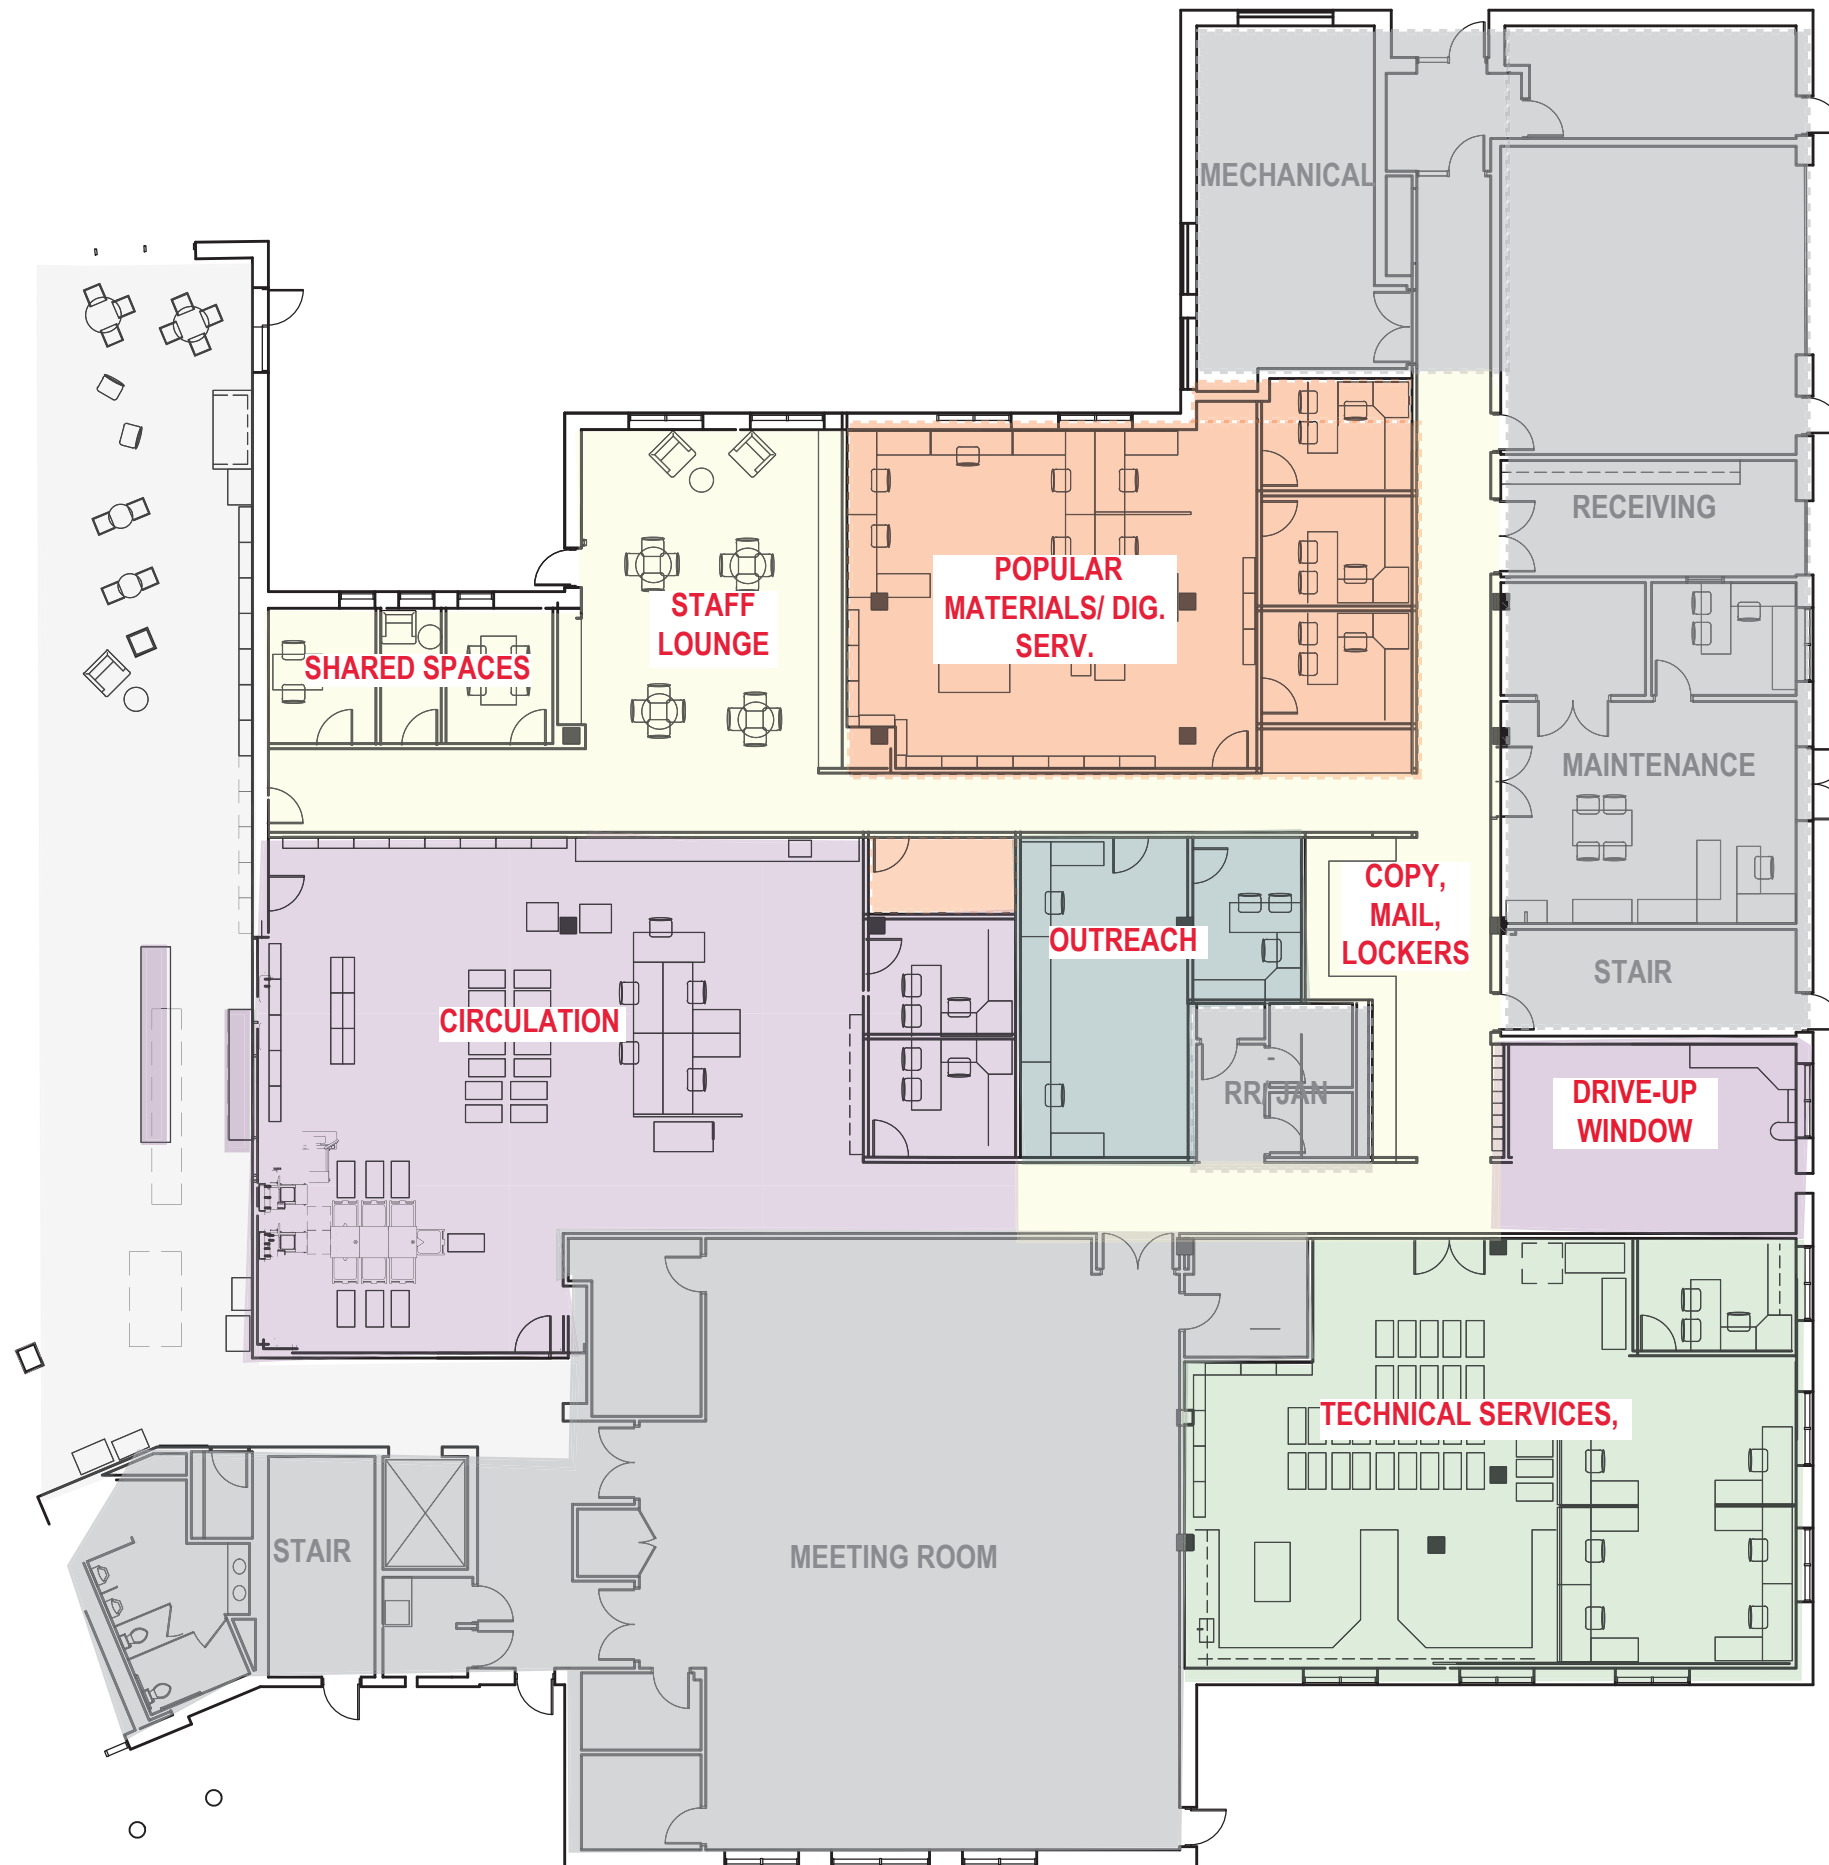 MECHANICAL
RECEIVING
POPULAR
MATERIALS/ DIG.
SERV.
STAFF
LOUNGE
SHARED SPACES
MAINTENANCE
COPY,
MAIL,
LOCKERS
OUTREACH
STAIR
CIRCULATION
RR/ JAN
DRIVE-UP
WINDOW
TECHNICAL SERVICES,
STAIR
MEETING ROOM